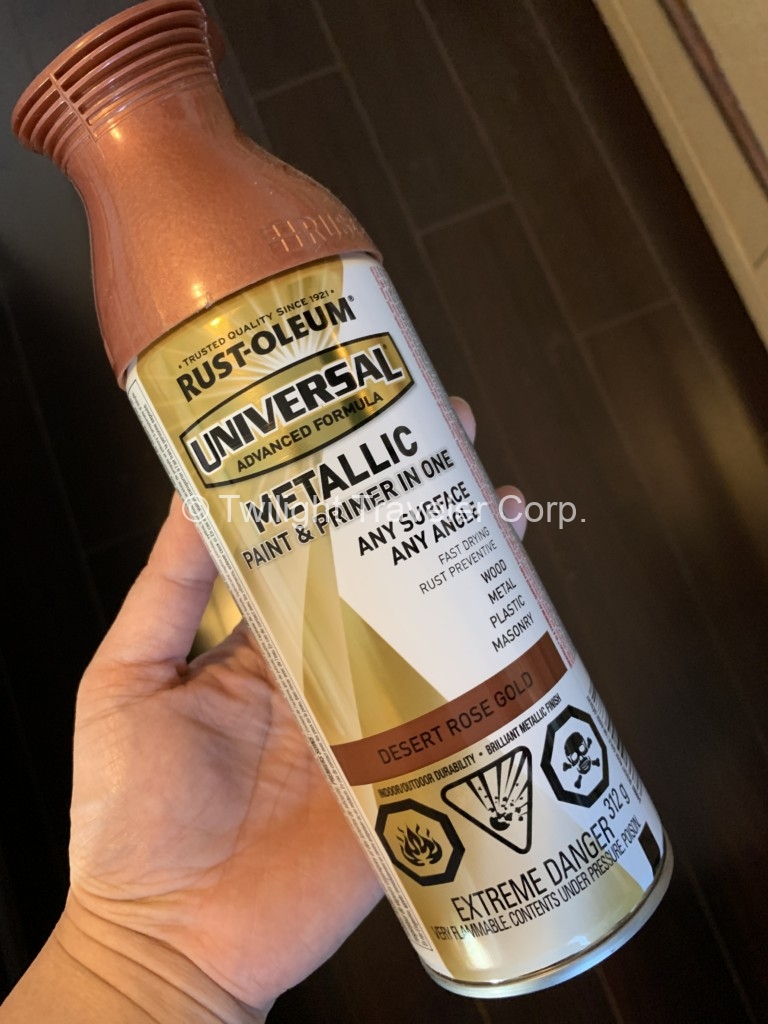 • TRUSTED QUALITY SINCE 1921 •
RUST-OLEUM®
UNIVERSAL®
ADVANCED FORMULA
METALLIC
PAINT & PRIMER IN ONE
ANY SURFACE
ANY ANGLE
FAST DRYING
RUST PREVENTIVE
WOOD
METAL
PLASTIC
MASONRY
DESERT ROSE GOLD
INDOOR/OUTDOOR DURABILITY • BRILLIANT METALLIC FINISH
312 g
EXTREME DANGER
VERY FLAMMABLE. CONTENTS UNDER PRESSURE. POISON.
© Twilight Traveller Corp.